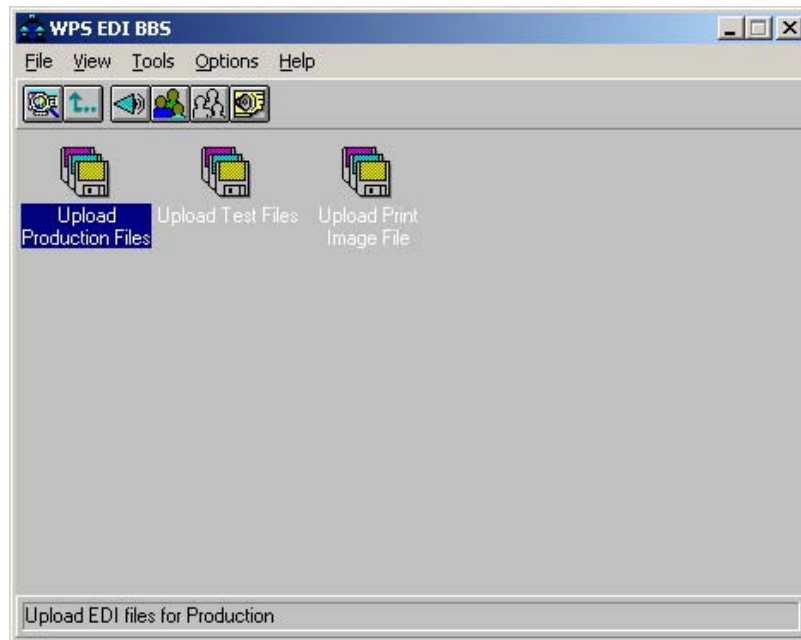 WPS EDI BBS
File View Tools Options Help
Upload Production Files
Upload Test Files
Upload Print Image File
Upload EDI files for Production